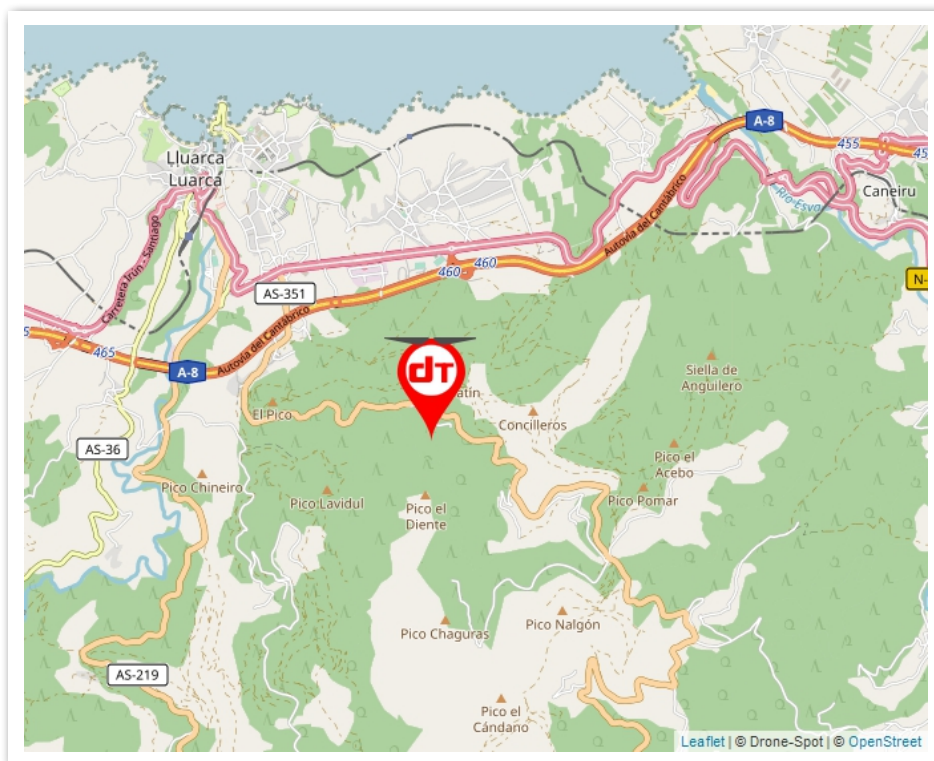 A-8
455
45
Lluarca
Luarca
Caneiru
Río-Esva
Autovía del Cantábrico
460
460
N-
Carretera Irún - Santiago
AS-351
465
A-8
Autovía del Cantábrico
dT
Siella de
Anguilero
El Pico
Concilleros
AS-36
Pico el
Acebo
Pico Chineiro
Pico Lavidul
Pico el
Diente
Pico Pomar
Pico Chaguras
Pico Nalgón
AS-219
Pico el
Cándano
Leaflet | © Drone-Spot | © OpenStreet